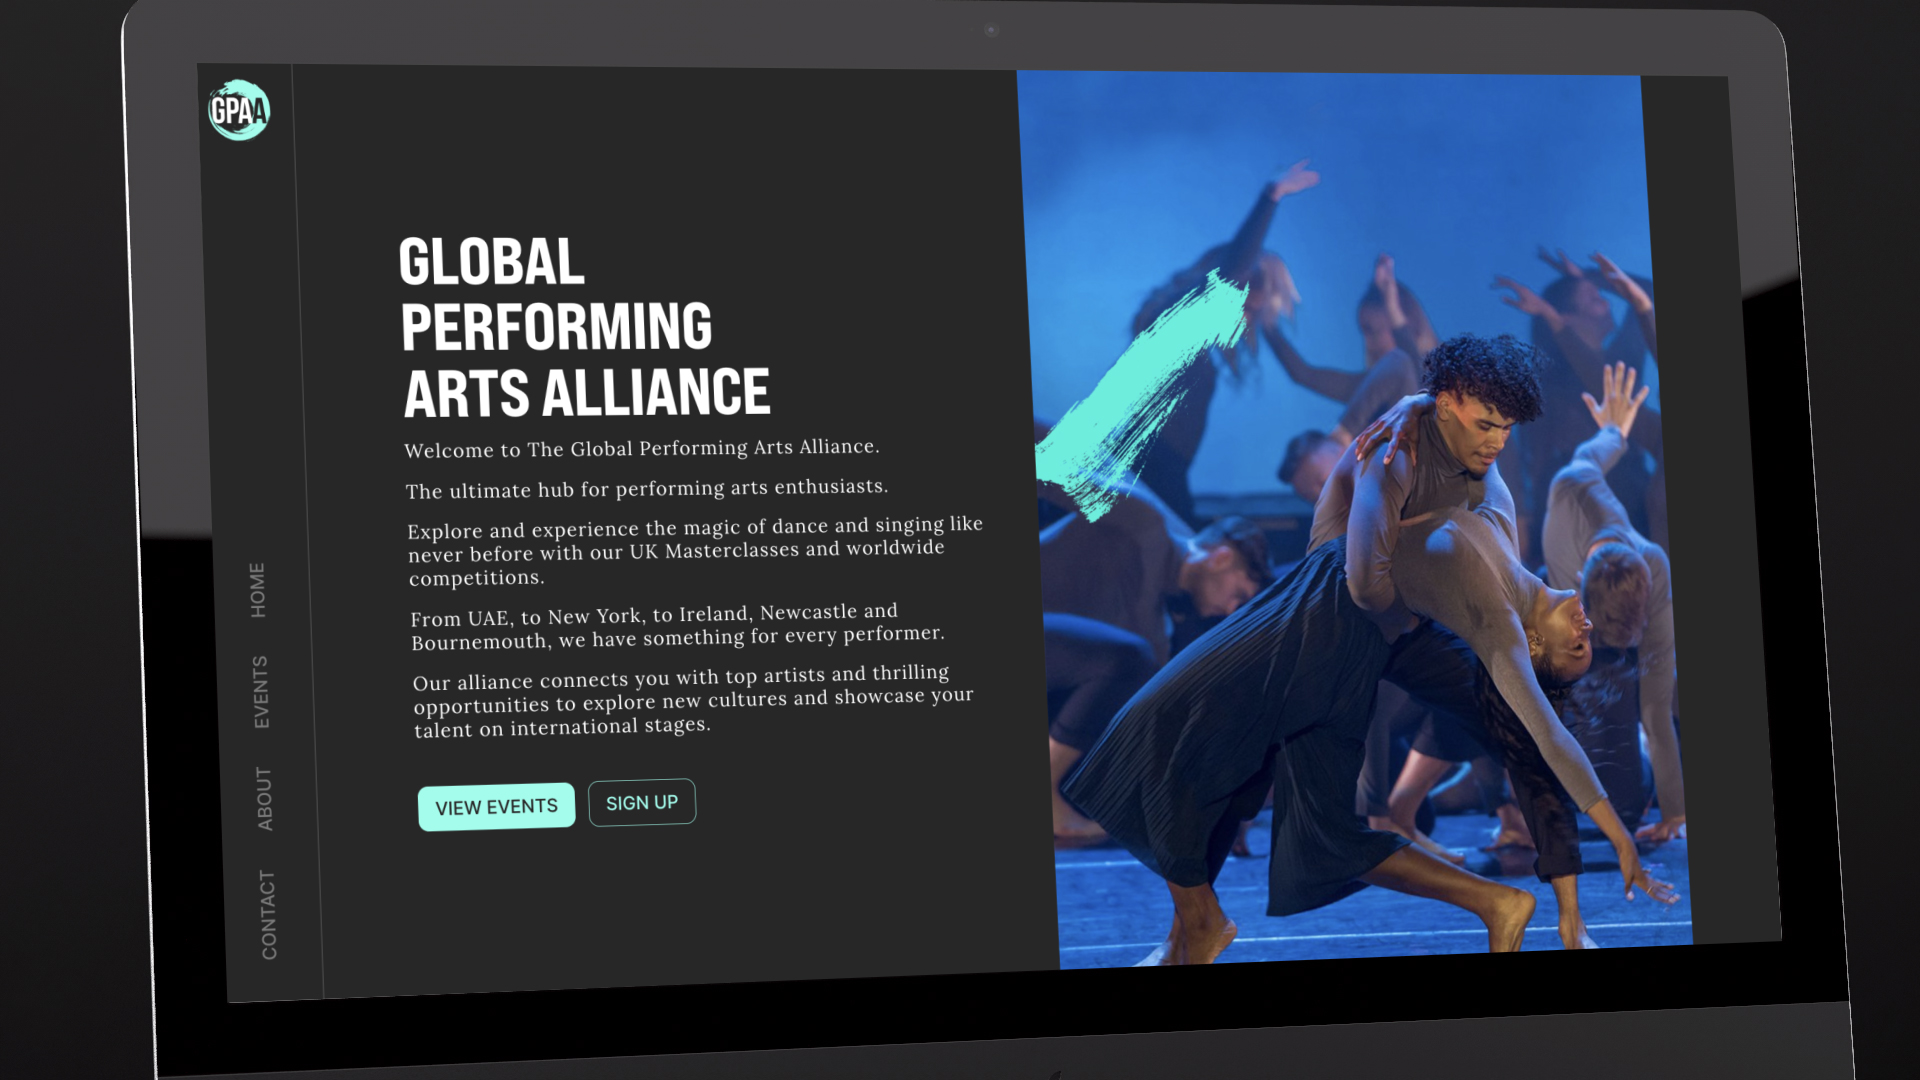 GPAA
GLOBAL
PERFORMING
ARTS ALLIANCE
Welcome to The Global Performing Arts Alliance.
The ultimate hub for performing arts enthusiasts.
Explore and experience the magic of dance and singing like
never before with our UK Masterclasses and worldwide
competitions.
From UAE, to New York, to Ireland, Newcastle and
Bournemouth, we have something for every performer.
Our alliance connects you with top artists and thrilling
opportunities to explore new cultures and showcase your
talent on international stages.
VIEW EVENTS
SIGN UP
HOME
EVENTS
ABOUT
CONTACT